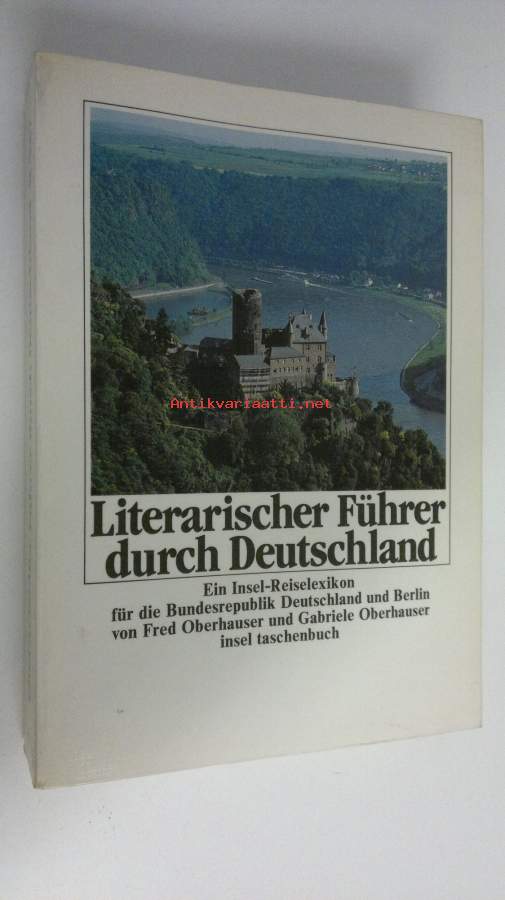 Antikvariaatti.net
Literarischer Führer
durch Deutschland
Ein Insel-Reiselexikon
für die Bundesrepublik Deutschland und Berlin
von Fred Oberhauser und Gabriele Oberhauser
insel taschenbuch